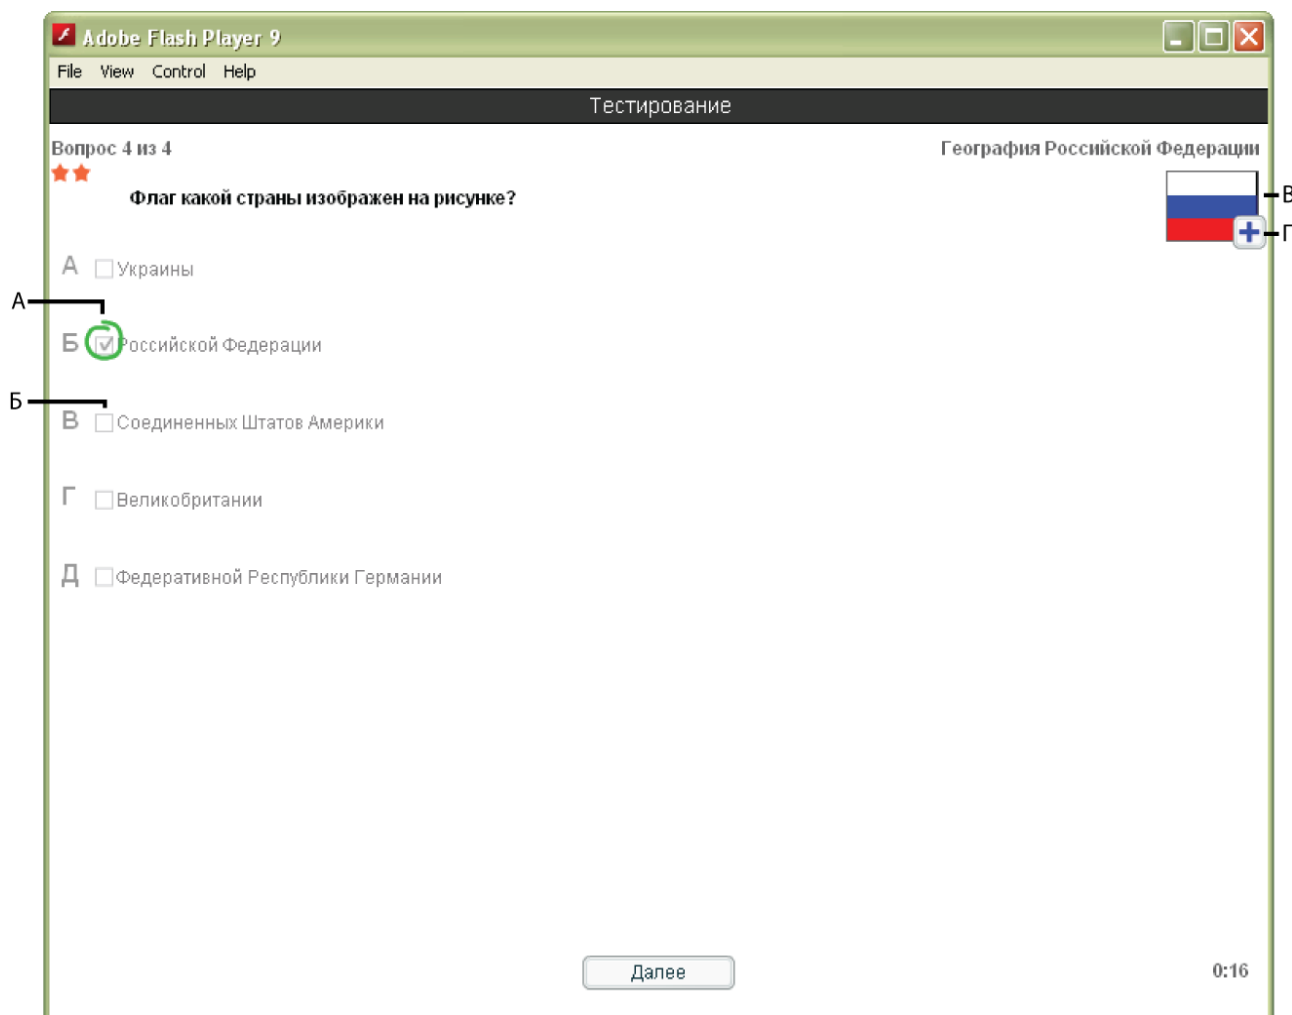 Adobe Flash Player 9
File View Control Help
Тестирование
Вопрос 4 из 4
География Российской Федерации
Флаг какой страны изображен на рисунке?
В
Г
А Украины
А
Б Российской Федерации
Б
В Соединенных Штатов Америки
Г Великобритании
Д Федеративной Республики Германии
Далее
0:16